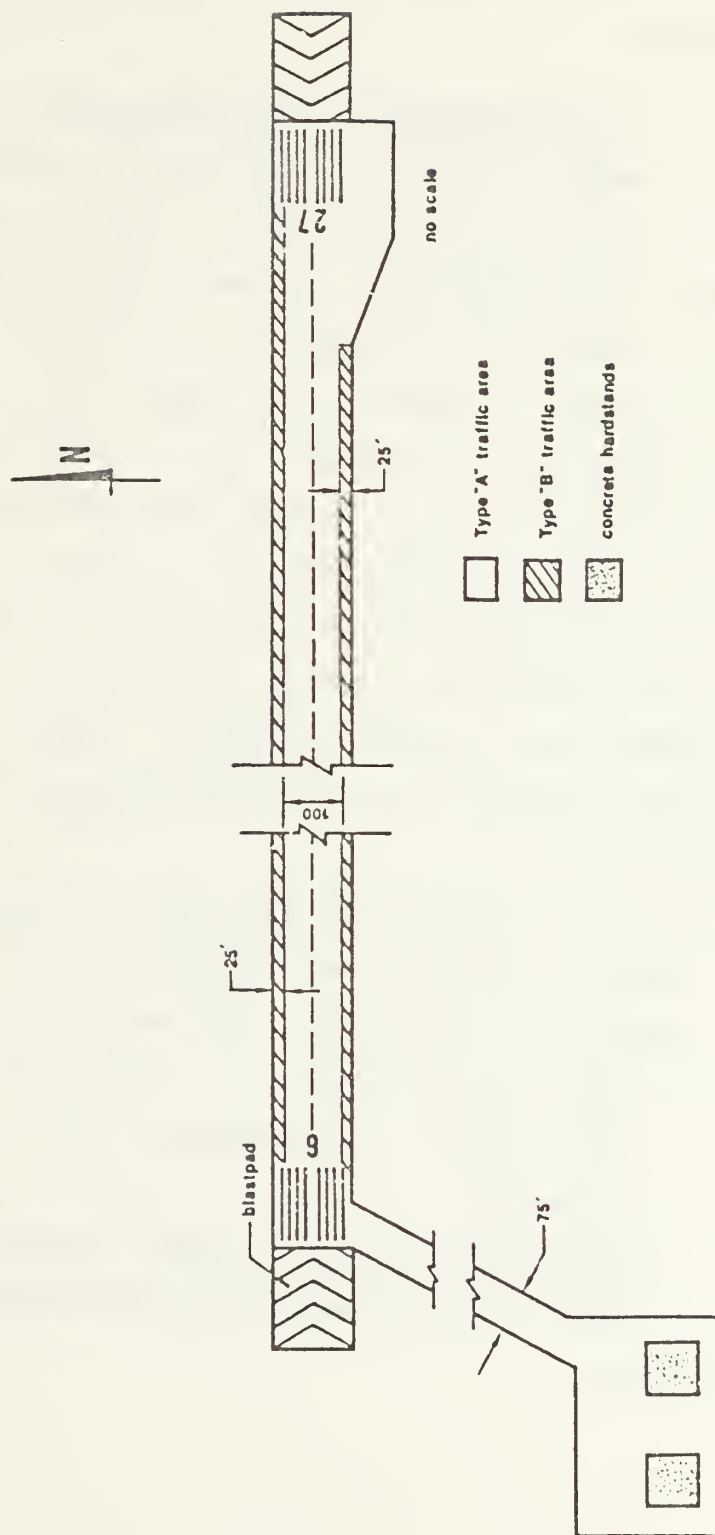 N
blastpad
25'
9
100
27
25'
no scale
75'
Type "A" traffic area
Type "B" traffic area
concrete hardstands